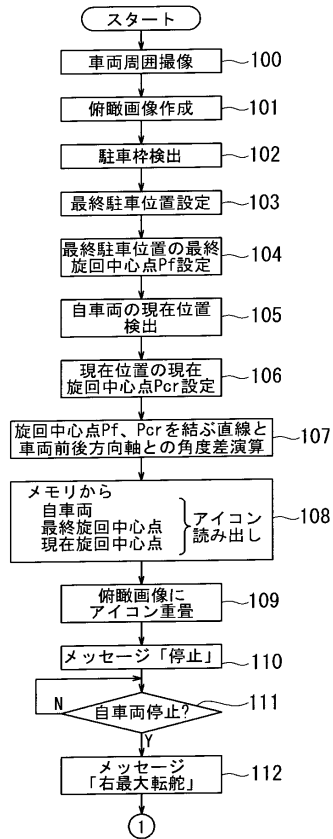 スタート
車両周囲撮像
100
俯瞰画像作成
101
駐車枠検出
102
最終駐車位置設定
103
最終駐車位置の最終
旋回中心点Pf設定
104
自車両の現在位置
検出
105
現在位置の現在
旋回中心点Pcr設定
106
旋回中心点Pf、Pcrを結ぶ直線と
車両前後方向軸との角度差演算
107
メモリから
自車両
最終旋回中心点
現在旋回中心点
アイコン
読み出し
108
俯瞰画像に
アイコン重畳
109
メッセージ「停止」
110
N
自車両停止?
111
Y
メッセージ
「右最大転舵」
112
1